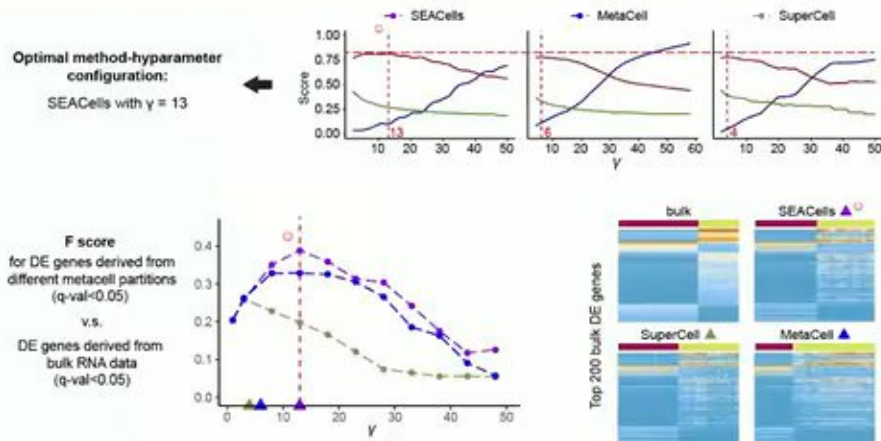 SEACells
MetaCell
SuperCell
Optimal method-hyparameter
configuration:
SEACells with γ = 13
Score
1.00
0.75
0.50
0.25
0.00
13
6
4
10 20 30 40 50
10 20 30 40 50 60
10 20 30 40 50
γ
F score
for DE genes derived from
different metacell partitions
(q-val<0.05)
v.s.
DE genes derived from
bulk RNA data
(q-val<0.05)
0.4
0.3
0.2
0.1
0.0
0 10 20 30 40 50
γ
Top 200 bulk DE genes
bulk
SEACells
SuperCell
MetaCell